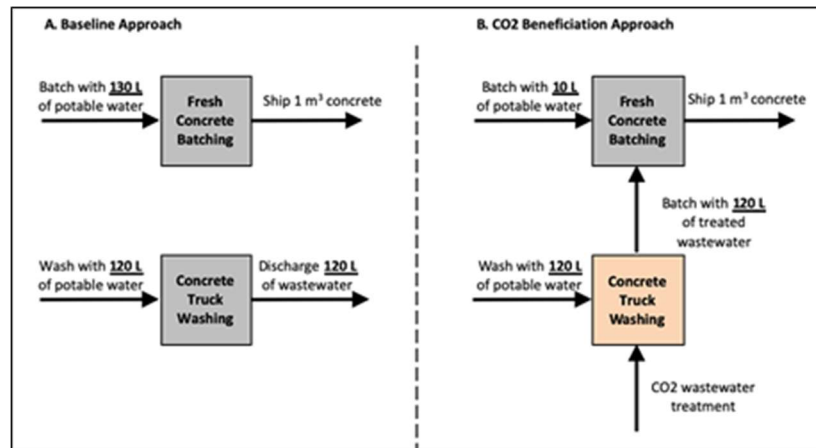 A. Baseline Approach
Batch with 130 L
of potable water
Fresh
Concrete
Batching
Ship 1 m³ concrete
Wash with 120 L
of potable water
Concrete
Truck
Washing
Discharge 120 L
of wastewater
B. CO2 Beneficiation Approach
Batch with 10 L
of potable water
Fresh
Concrete
Batching
Ship 1 m³ concrete
Batch with 120 L
of treated
wastewater
Wash with 120 L
of potable water
Concrete
Truck
Washing
CO2 wastewater
treatment